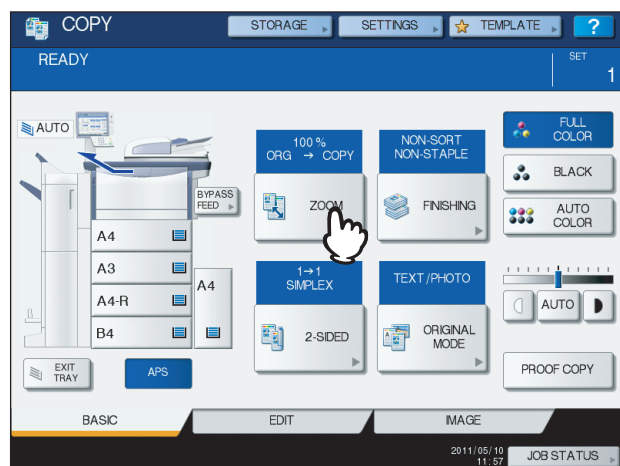 COPY
STORAGE
SETTINGS
TEMPLATE
?
READY
SET
1
AUTO
BYPASS
FEED
A4
A3
A4-R
B4
A4
EXIT
TRAY
APS
100 %
ORG → COPY
ZOOM
NON-SORT
NON-STAPLE
FINISHING
1→1
SIMPLEX
2-SIDED
TEXT/PHOTO
ORIGINAL
MODE
FULL
COLOR
BLACK
AUTO
COLOR
AUTO
PROOF COPY
BASIC
EDIT
IMAGE
2011/05/10
11:57
JOB STATUS